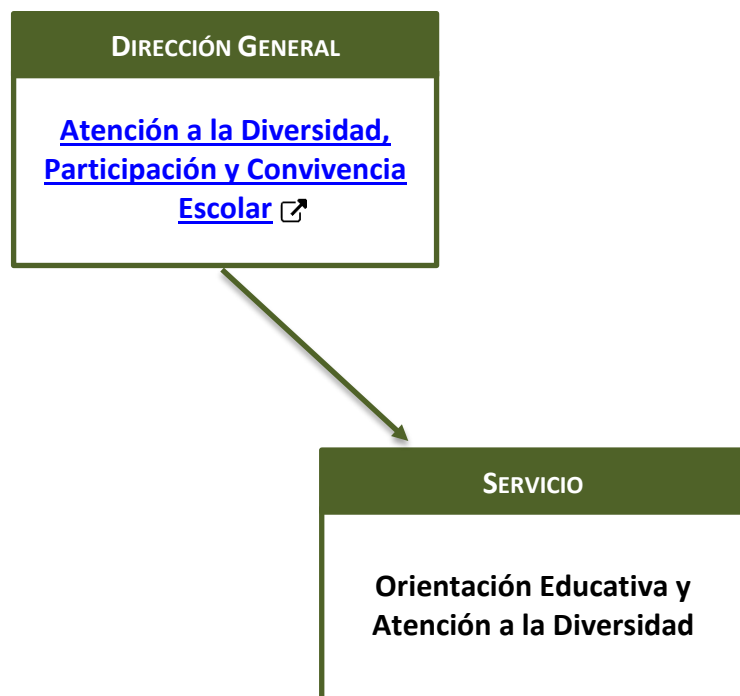 DIRECCIÓN GENERAL
Atención a la Diversidad,
Participación y Convivencia
Escolar
SERVICIO
Orientación Educativa y
Atención a la Diversidad